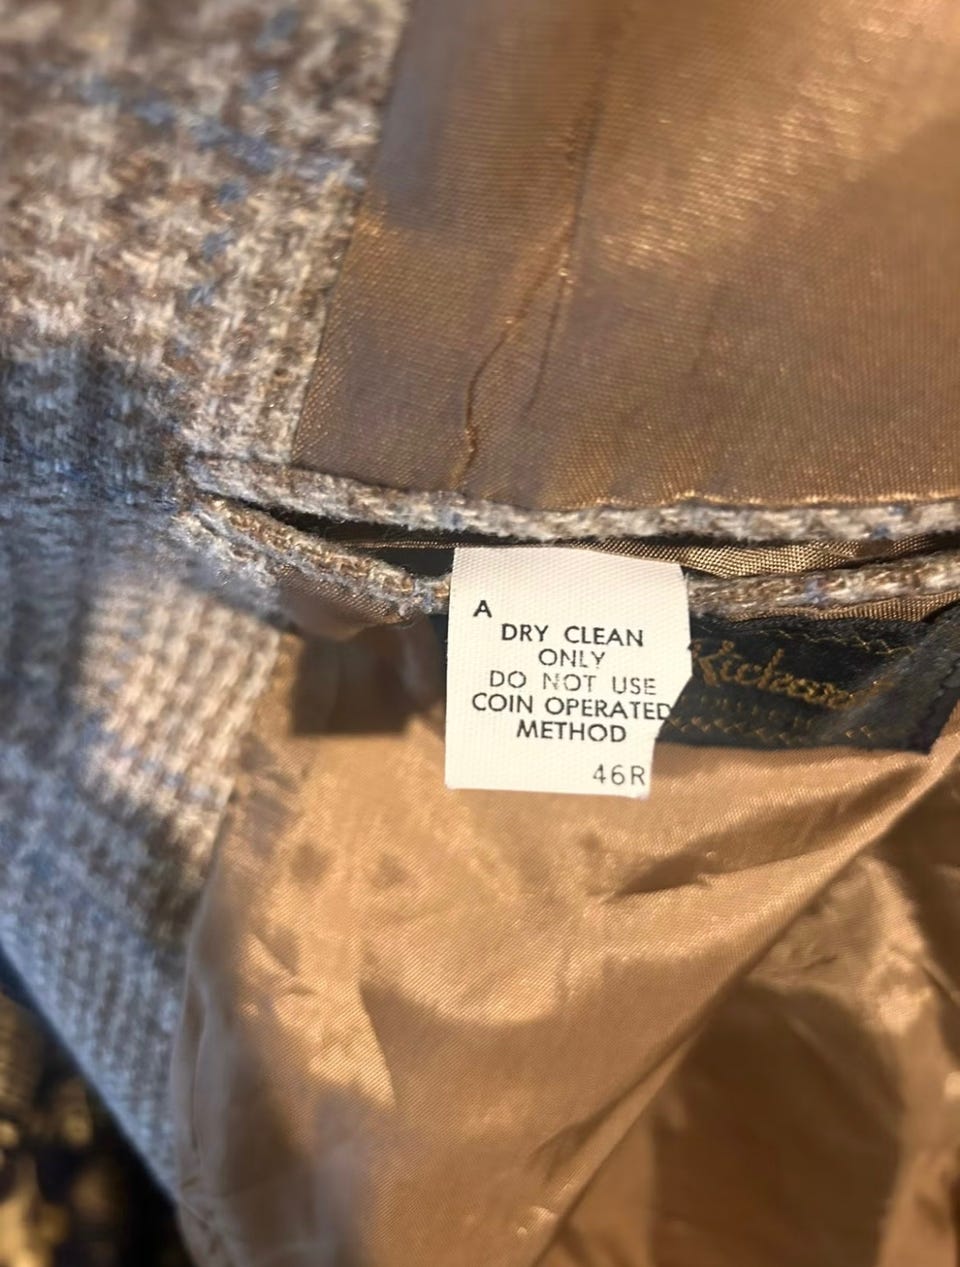 A
DRY CLEAN
ONLY
DO NOT USE
COIN OPERATED
METHOD
46R